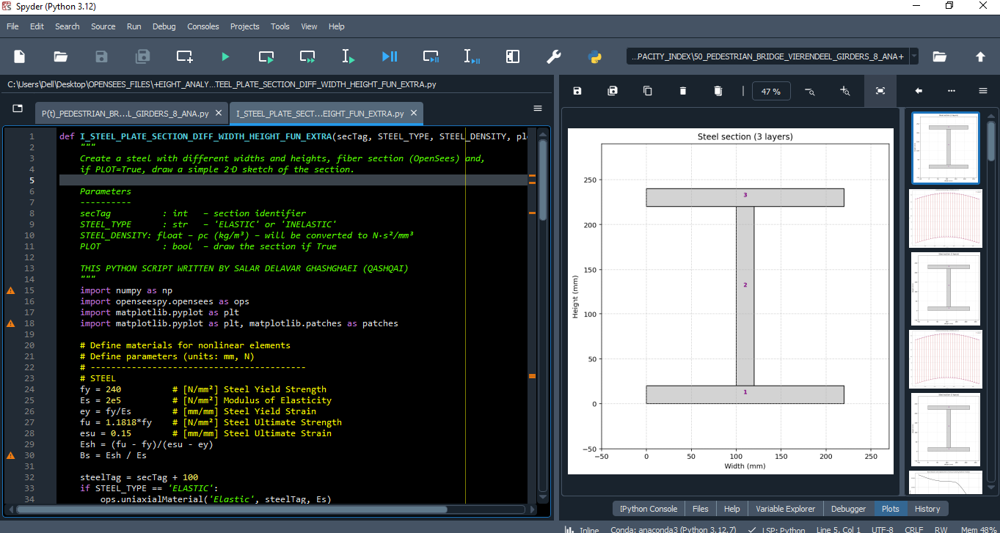 Spyder (Python 3.12)
File Edit Search Source Run Debug Consoles Projects Tools View Help
...PACITY_INDEX\50_PEDESTRIAN_BRIDGE_VIERENDEEL_GIRDERS_8_ANA+
C:\Users\Dell\Desktop\OPENSEES_FILES\+EIGHT_ANALY...TEEL_PLATE_SECTION_DIFF_WIDTH_HEIGHT_FUN_EXTRA.py
P(t)_PEDESTRIAN_BR...L_GIRDERS_8_ANA.py
I_STEEL_PLATE_SECT...EIGHT_FUN_EXTRA.py
1 def I_STEEL_PLATE_SECTION_DIFF_WIDTH_HEIGHT_FUN_EXTRA(secTag, STEEL_TYPE, STEEL_DENSITY, plo
2 """
3 Create a steel with different widths and heights, fiber section (OpenSees) and,
4 if PLOT=True, draw a simple 2-D sketch of the section.
5
6 Parameters
7 ----------
8 secTag : int – section identifier
9 STEEL_TYPE : str – 'ELASTIC' or 'INELASTIC'
10 STEEL_DENSITY: float – ρc (kg/m³) – will be converted to N·s²/mm³
11 PLOT : bool – draw the section if True
12
13 THIS PYTHON SCRIPT WRITTEN BY SALAR DELAVAR GHASHGHAEI (QASHQAI)
14 """
15 import numpy as np
16 import openseespy.opensees as ops
17 import matplotlib.pyplot as plt
18 import matplotlib.pyplot as plt, matplotlib.patches as patches
19
20 # Define materials for nonlinear elements
21 # Define parameters (units: mm, N)
22 # ------------------------------------------
23 # STEEL
24 fy = 240 # [N/mm²] Steel Yield Strength
25 Es = 2e5 # [N/mm²] Modulus of Elasticity
26 ey = fy/Es # [mm/mm] Steel Yield Strain
27 fu = 1.1818*fy # [N/mm²] Steel Ultimate Strength
28 esu = 0.15 # [mm/mm] Steel Ultimate Strain
29 Esh = (fu - fy)/(esu - ey)
30 Bs = Esh / Es
31
32 steelTag = secTag + 100
33 if STEEL_TYPE == 'ELASTIC':
34 ops.uniaxialMaterial('Elastic', steelTag, Es)
47 %
Steel section (3 layers)
250
200
150
100
50
0
−50
Height (mm)
3
2
1
−50 0 50 100 150 200 250
Width (mm)
IPython Console Files Help Variable Explorer Debugger Plots History
Inline Conda: anaconda3 (Python 3.12.7) LSP: Python Line 5, Col 1 UTF-8 CRLF RW Mem 48%